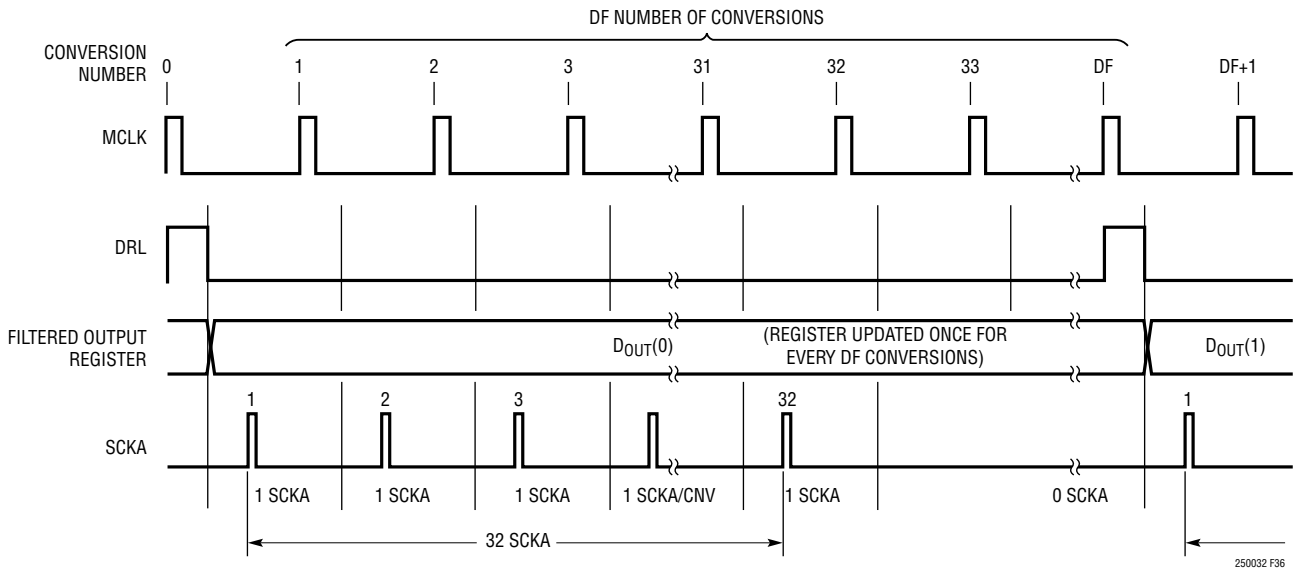 DF NUMBER OF CONVERSIONS
CONVERSION
NUMBER
0 1 2 3 31 32 33 DF DF+1
MCLK
DRL
FILTERED OUTPUT
REGISTER
DOUT(0)
(REGISTER UPDATED ONCE FOR
EVERY DF CONVERSIONS)
DOUT(1)
1 2 3 32 1
SCKA
1 SCKA 1 SCKA 1 SCKA 1 SCKA/CNV 1 SCKA 0 SCKA
32 SCKA
250032 F36